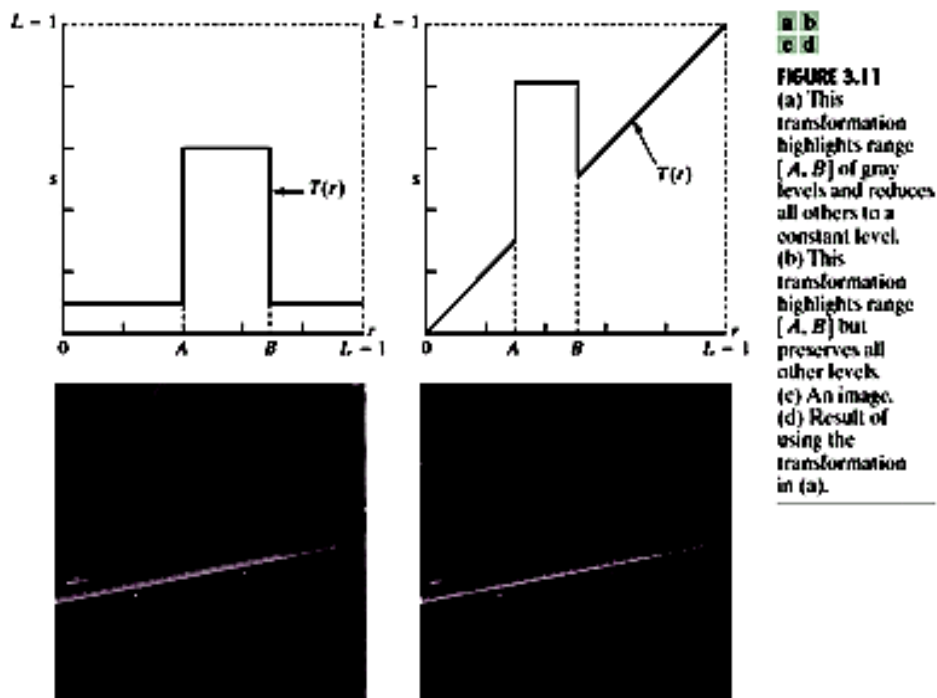 L − 1
s
T(r)
0
A
B
r
L − 1
L − 1
s
T(r)
0
A
B
r
L − 1
a b
c d
FIGURE 3.11
(a) This
transformation
highlights range
[A, B] of gray
levels and reduces
all others to a
constant level.
(b) This
transformation
highlights range
[A, B] but
preserves all
other levels.
(c) An image.
(d) Result of
using the
transformation
in (a).